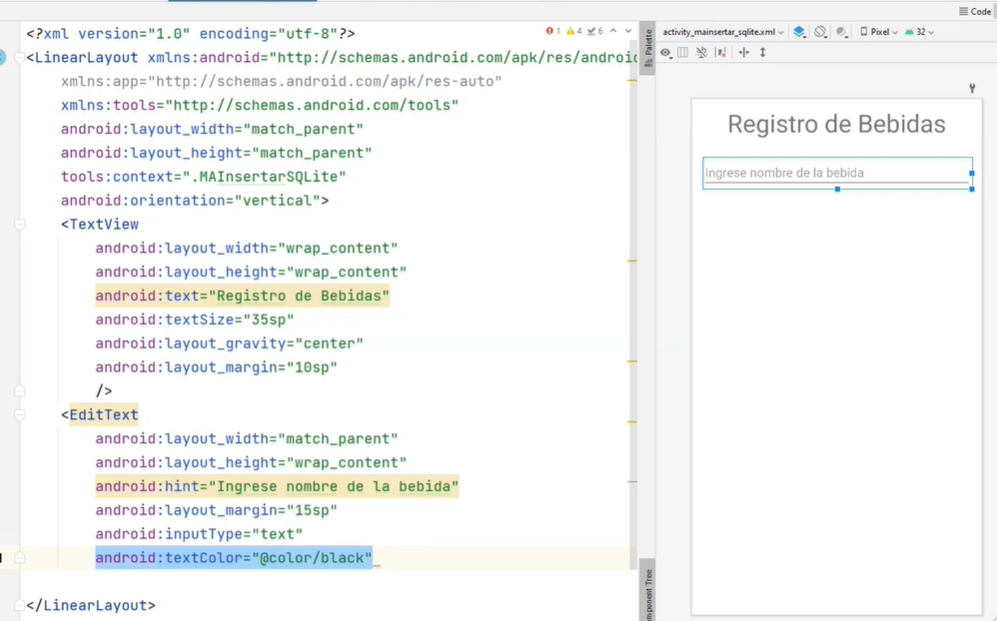 Code
<?xml version="1.0" encoding="utf-8"?>
1 4 6
<LinearLayout xmlns:android="http://schemas.android.com/apk/res/androi
xmlns:app="http://schemas.android.com/apk/res-auto"
xmlns:tools="http://schemas.android.com/tools"
android:layout_width="match_parent"
android:layout_height="match_parent"
tools:context=".MAInsertarSQLite"
android:orientation="vertical">
<TextView
android:layout_width="wrap_content"
android:layout_height="wrap_content"
android:text="Registro de Bebidas"
android:textSize="35sp"
android:layout_gravity="center"
android:layout_margin="10sp"
/>
<EditText
android:layout_width="match_parent"
android:layout_height="wrap_content"
android:hint="Ingrese nombre de la bebida"
android:layout_margin="15sp"
android:inputType="text"
android:textColor="@color/black"
</LinearLayout>
Palette
activity_mainsertar_sqlite.xml
Pixel
32
Registro de Bebidas
Ingrese nombre de la bebida